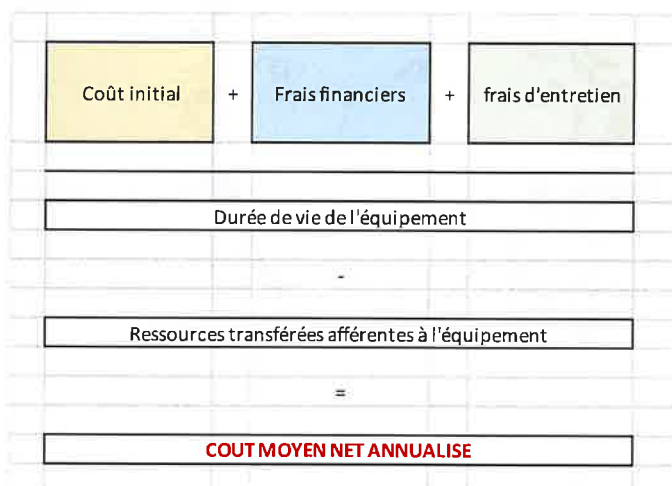 Coût initial + Frais financiers + frais d'entretien
Durée de vie de l'équipement
-
Ressources transférées afférentes à l'équipement
=
COUT MOYEN NET ANNUALISE